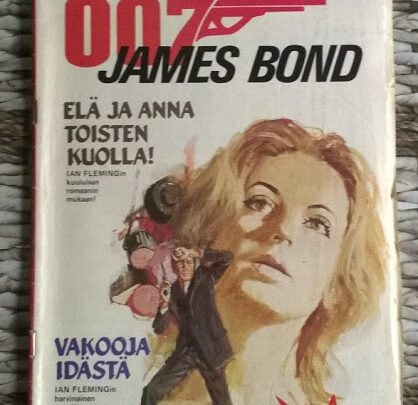 007
JAMES BOND
ELÄ JA ANNA
TOISTEN
KUOLLA!
IAN FLEMINGin
kuuluisan
romaanin
mukaan!
VAKOOJA
IDÄSTÄ
IAN FLEMINGin
harvinainen